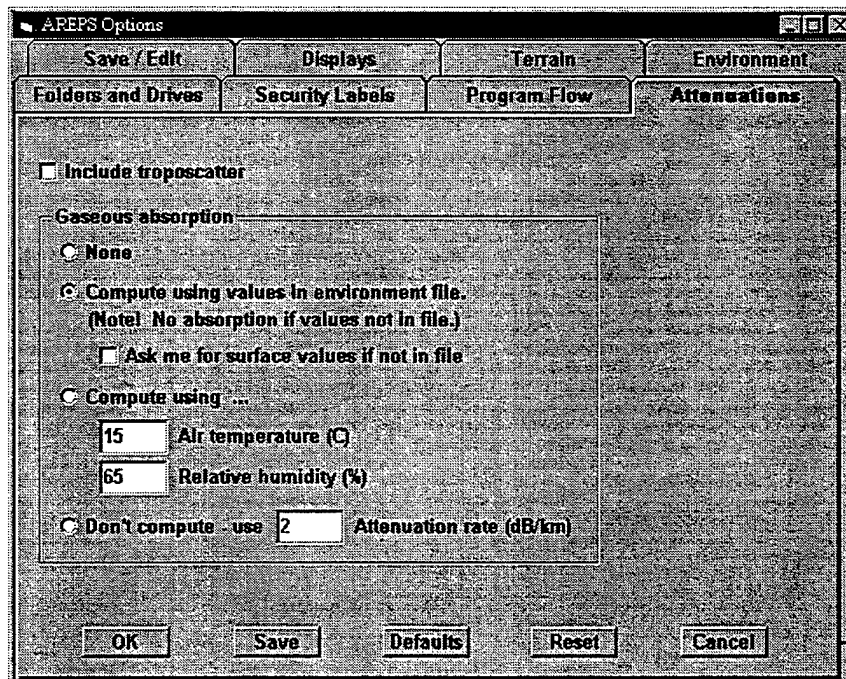 AREPS Options
Save / Edit Displays Terrain Environment
Folders and Drives Security Labels Program Flow Attenuations
Include troposcatter
Gaseous absorption
None
Compute using values in environment file.
(Note! No absorption if values not in file.)
Ask me for surface values if not in file
Compute using ...
15 Air temperature (C)
65 Relative humidity (%)
Don't compute - use 2 Attenuation rate (dB/km)
OK Save Defaults Reset Cancel